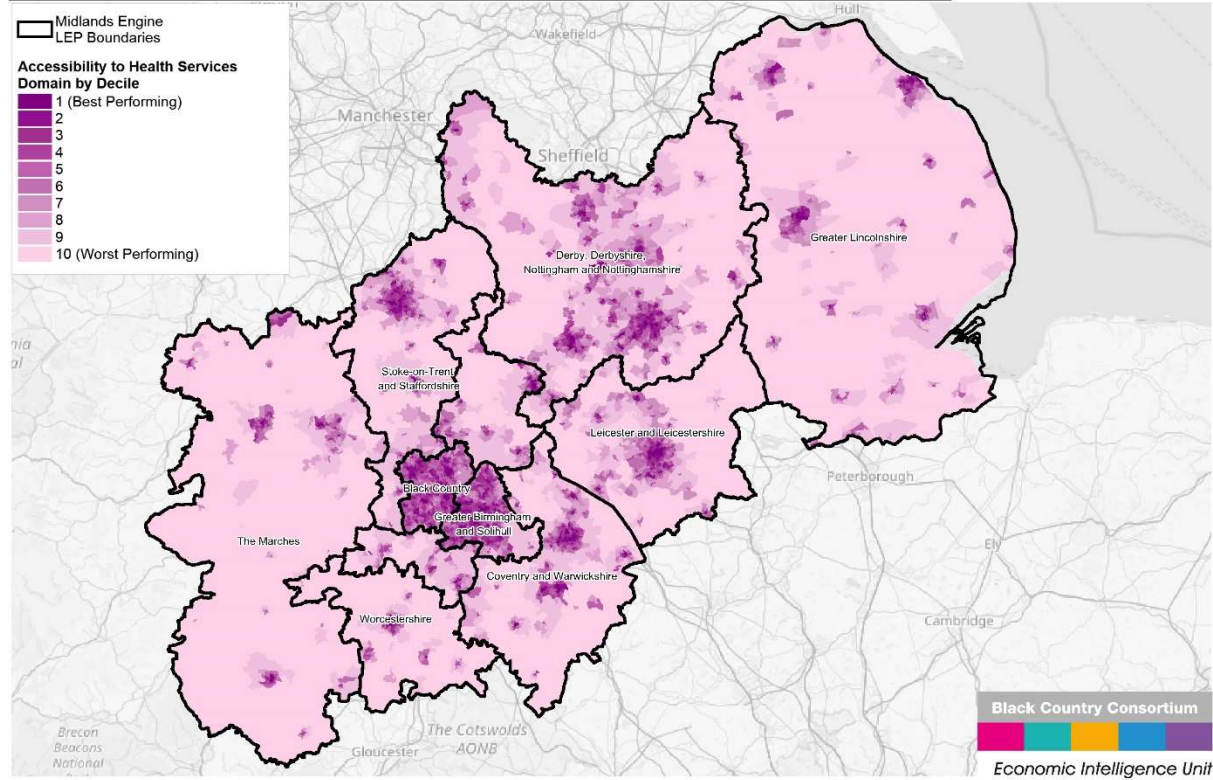 Midlands Engine
LEP Boundaries
Accessibility to Health Services
Domain by Decile
1 (Best Performing)
2
3
4
5
6
7
8
9
10 (Worst Performing)
Hull
Wakefield
Manchester
Sheffield
Greater Lincolnshire
Derby, Derbyshire,
Nottingham and Nottinghamshire
Stoke-on-Trent
and Staffordshire
Leicester and Leicestershire
Peterborough
Black Country
Greater Birmingham
and Solihull
The Marches
Ely
Coventry and Warwickshire
Worcestershire
Cambridge
Brecon
Beacons
National
Gloucester
The Cotswolds
AONB
Black Country Consortium
Economic Intelligence Unit